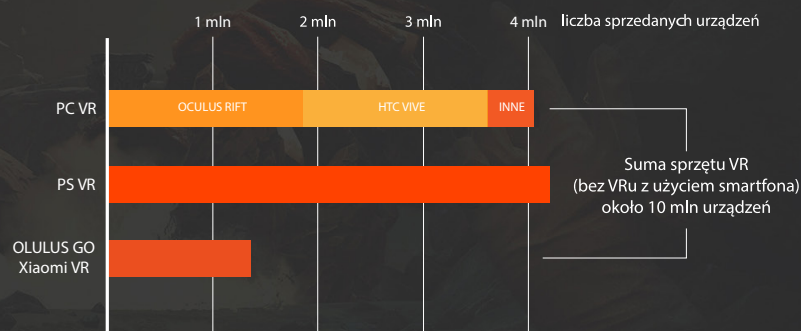 1 mln 2 mln 3 mln 4 mln liczba sprzedanych urządzeń
PC VR OCULUS RIFT HTC VIVE INNE
PS VR
Suma sprzętu VR
(bez VRu z użyciem smartfona)
około 10 mln urządzeń
OLULUS GO
Xiaomi VR